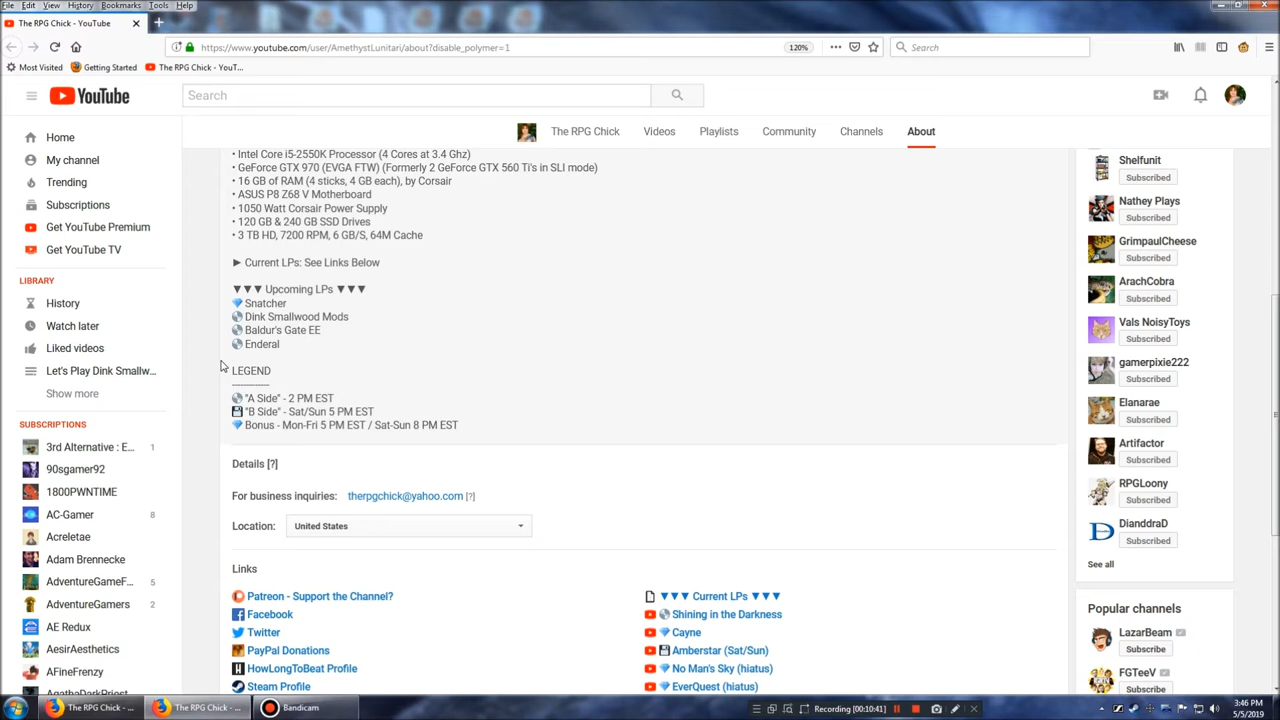 File Edit View History Bookmarks Tools Help
The RPG Chick - YouTube
https://www.youtube.com/user/AmethystLunitari/about?disable_polymer=1
120%
Search
Most Visited Getting Started The RPG Chick - YouT...
YouTube
Search
The RPG Chick Videos Playlists Community Channels About
Home
My channel
Trending
Subscriptions
Get YouTube Premium
Get YouTube TV
LIBRARY
History
Watch later
Liked videos
Let's Play Dink Smallw...
Show more
SUBSCRIPTIONS
3rd Alternative : E... 1
90sgamer92
1800PWNTIME
AC-Gamer 8
Acreletae
Adam Brennecke
AdventureGameF... 5
AdventureGamers 2
AE Redux
AesirAesthetics
AFineFrenzy
AgathaDarkPriest
• Intel Core i5-2550K Processor (4 Cores at 3.4 Ghz)
• GeForce GTX 970 (EVGA FTW) (Formerly 2 GeForce GTX 560 Ti's in SLI mode)
• 16 GB of RAM (4 sticks, 4 GB each), by Corsair
• ASUS P8 Z68 V Motherboard
• 1050 Watt Corsair Power Supply
• 120 GB & 240 GB SSD Drives
• 3 TB HD, 7200 RPM, 6 GB/S, 64M Cache
► Current LPs: See Links Below
▼▼▼ Upcoming LPs ▼▼▼
Snatcher
Dink Smallwood Mods
Baldur's Gate EE
Enderal
LEGEND
-------------
"A Side" - 2 PM EST
"B Side" - Sat/Sun 5 PM EST
Bonus - Mon-Fri 5 PM EST / Sat-Sun 8 PM EST
Details [?]
For business inquiries: therpgchick@yahoo.com [?]
Location: United States
Links
Patreon - Support the Channel?
Facebook
Twitter
PayPal Donations
HowLongToBeat Profile
Steam Profile
▼▼▼ Current LPs ▼▼▼
Shining in the Darkness
Cayne
Amberstar (Sat/Sun)
No Man's Sky (hiatus)
EverQuest (hiatus)
Shelfunit
Subscribed
Nathey Plays
Subscribed
GrimpaulCheese
Subscribed
ArachCobra
Subscribed
Vals NoisyToys
Subscribed
gamerpixie222
Subscribed
Elanarae
Subscribed
Artifactor
Subscribed
RPGLoony
Subscribed
DianddraD
Subscribed
See all
Popular channels
LazarBeam
Subscribe
FGTeeV
Subscribe
The RPG Chick - ... The RPG Chick - ... Bandicam
Recording [00:10:41]
3:46 PM
5/5/2019